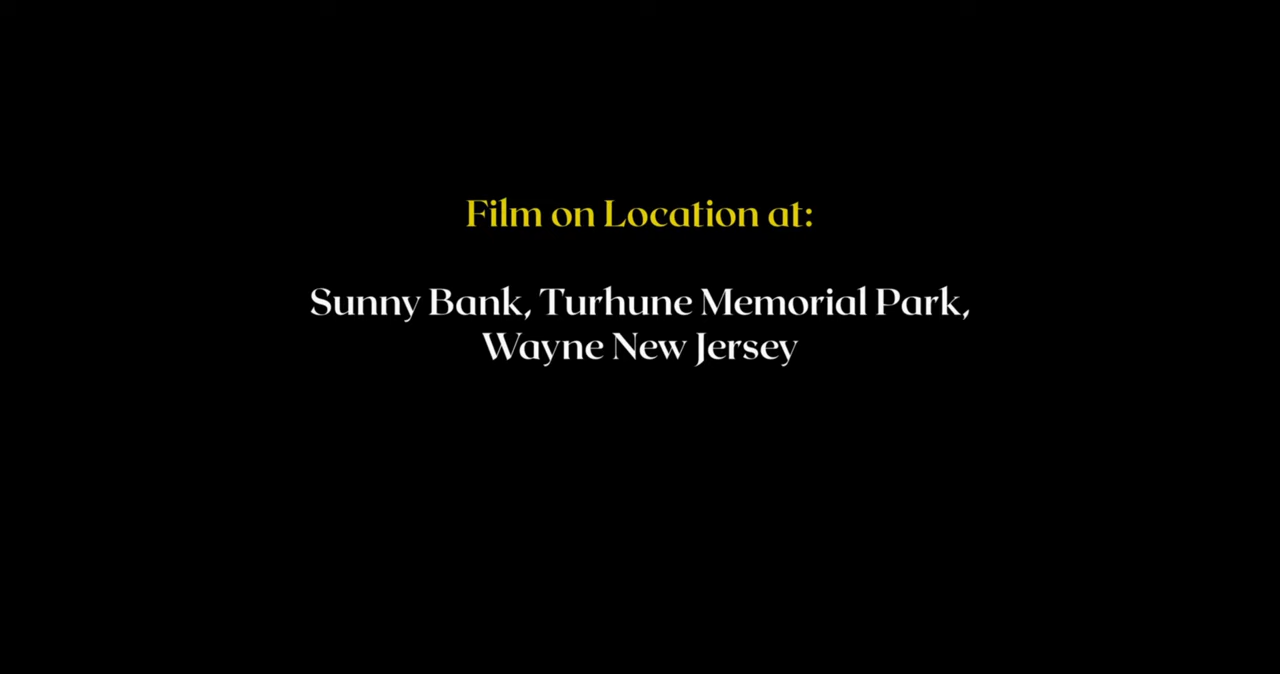 Film on Location at:
Sunny Bank, Turhune Memorial Park,
Wayne New Jersey